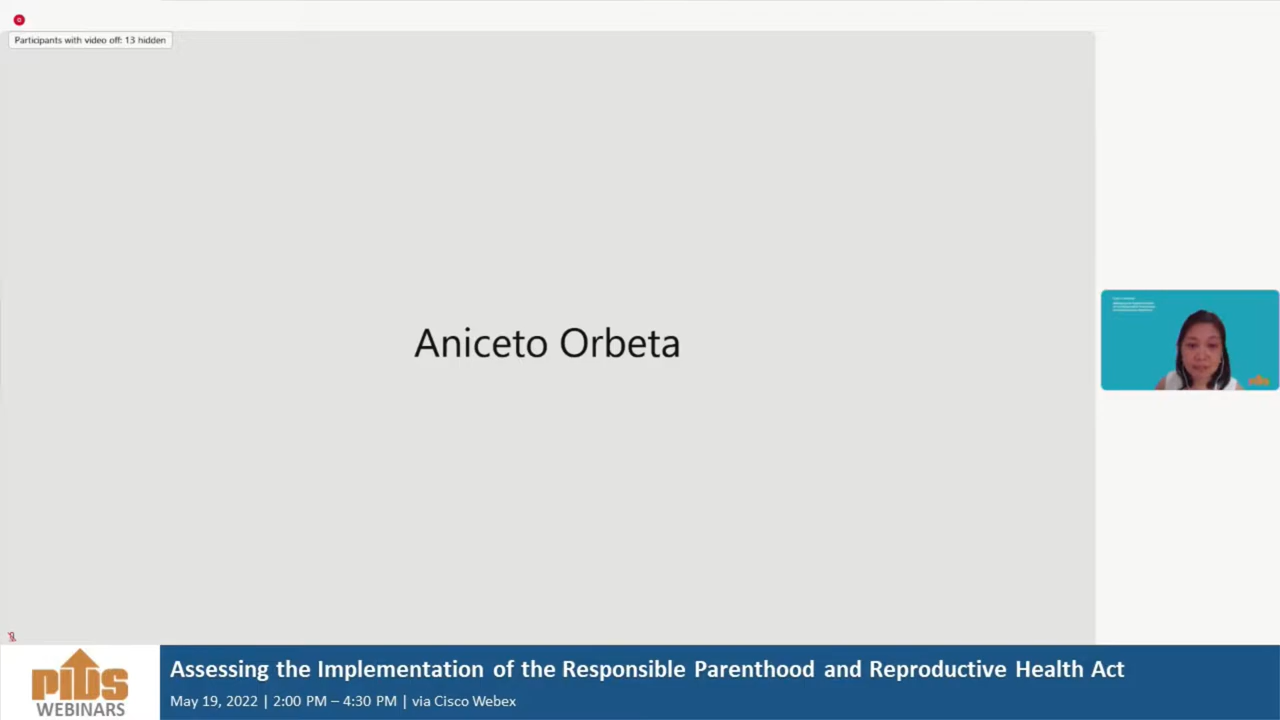 Participants with video off: 13 hidden
Aniceto Orbeta
PIDS
WEBINARS
Assessing the Implementation of the Responsible Parenthood and Reproductive Health Act
May 19, 2022 | 2:00 PM – 4:30 PM | via Cisco Webex